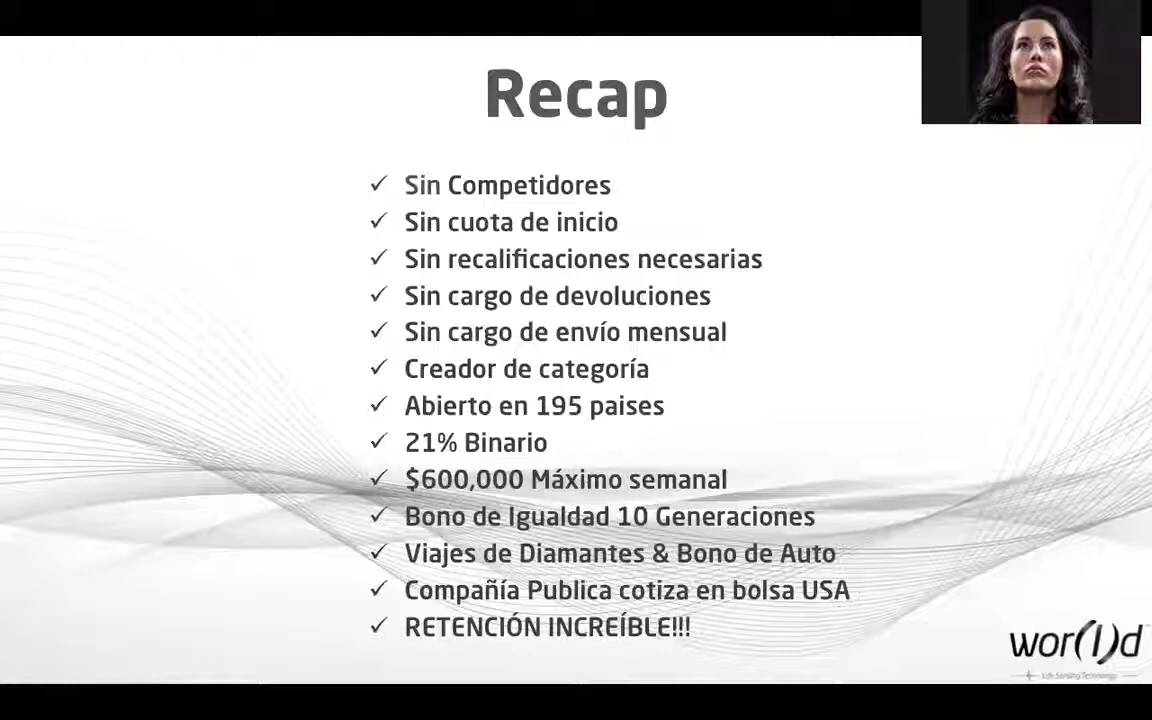 Recap
✓ Sin Competidores
✓ Sin cuota de inicio
✓ Sin recalificaciones necesarias
✓ Sin cargo de devoluciones
✓ Sin cargo de envío mensual
✓ Creador de categoría
✓ Abierto en 195 paises
✓ 21% Binario
✓ $600,000 Máximo semanal
✓ Bono de Igualdad 10 Generaciones
✓ Viajes de Diamantes & Bono de Auto
✓ Compañía Publica cotiza en bolsa USA
✓ RETENCIÓN INCREÍBLE!!!
wor(l)d